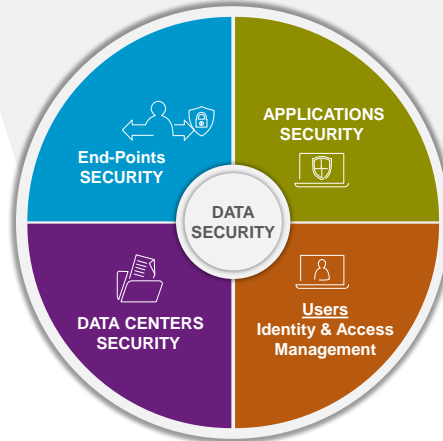 End-Points
SECURITY
APPLICATIONS
SECURITY
DATA
SECURITY
DATA CENTERS
SECURITY
Users
Identity & Access
Management